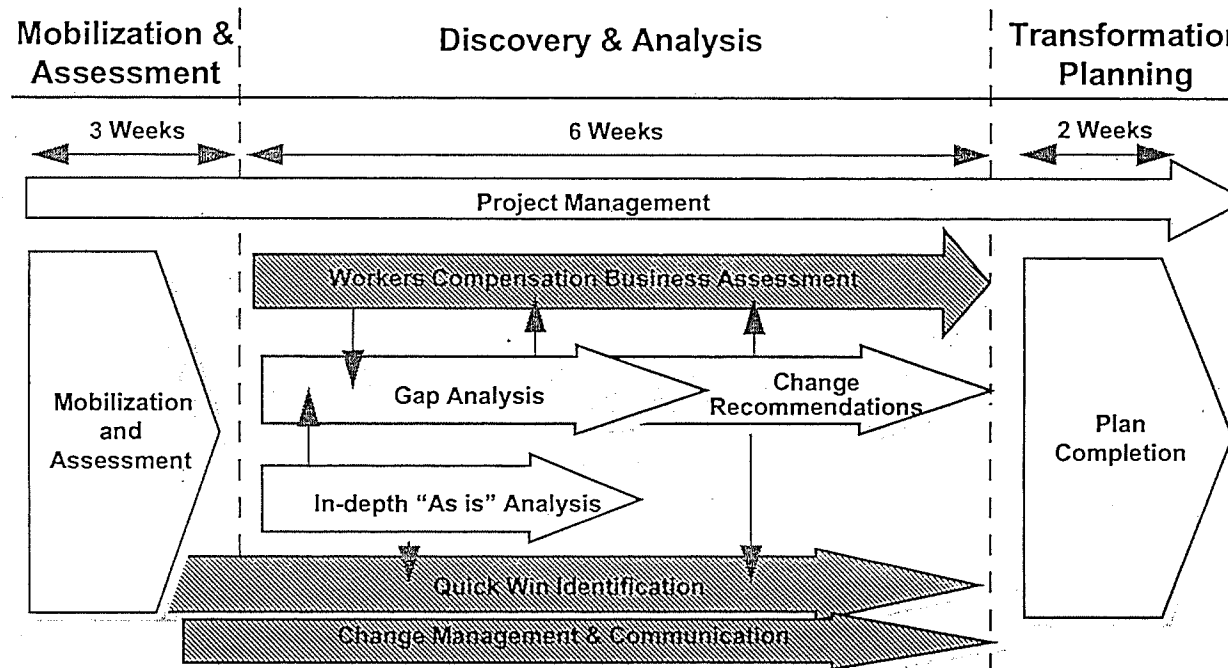 Mobilization &
Assessment
Discovery & Analysis
Transformation
Planning
3 Weeks
6 Weeks
2 Weeks
Project Management
Workers Compensation Business Assessment
Mobilization
and
Assessment
Gap Analysis
Change
Recommendations
Plan
Completion
In-depth “As is” Analysis
Quick Win Identification
Change Management & Communication